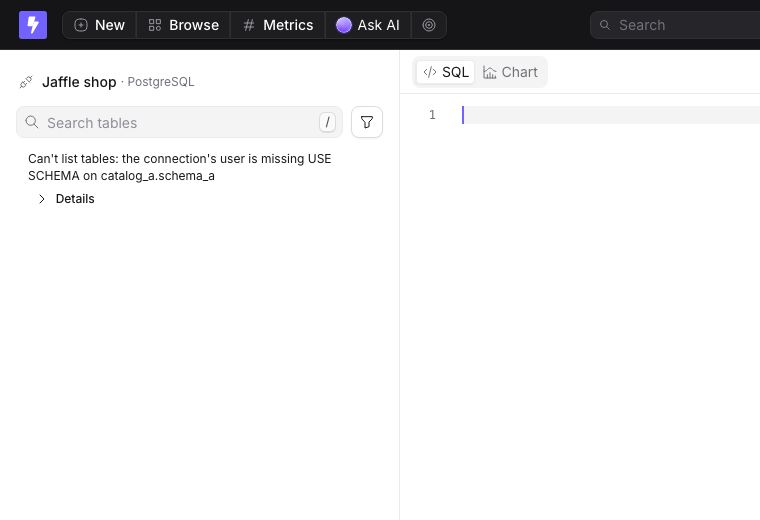 New
Browse
Metrics
Ask AI
Search
Jaffle shop · PostgreSQL
Search tables
/
Can't list tables: the connection's user is missing USE
SCHEMA on catalog_a.schema_a
Details
SQL
Chart
1